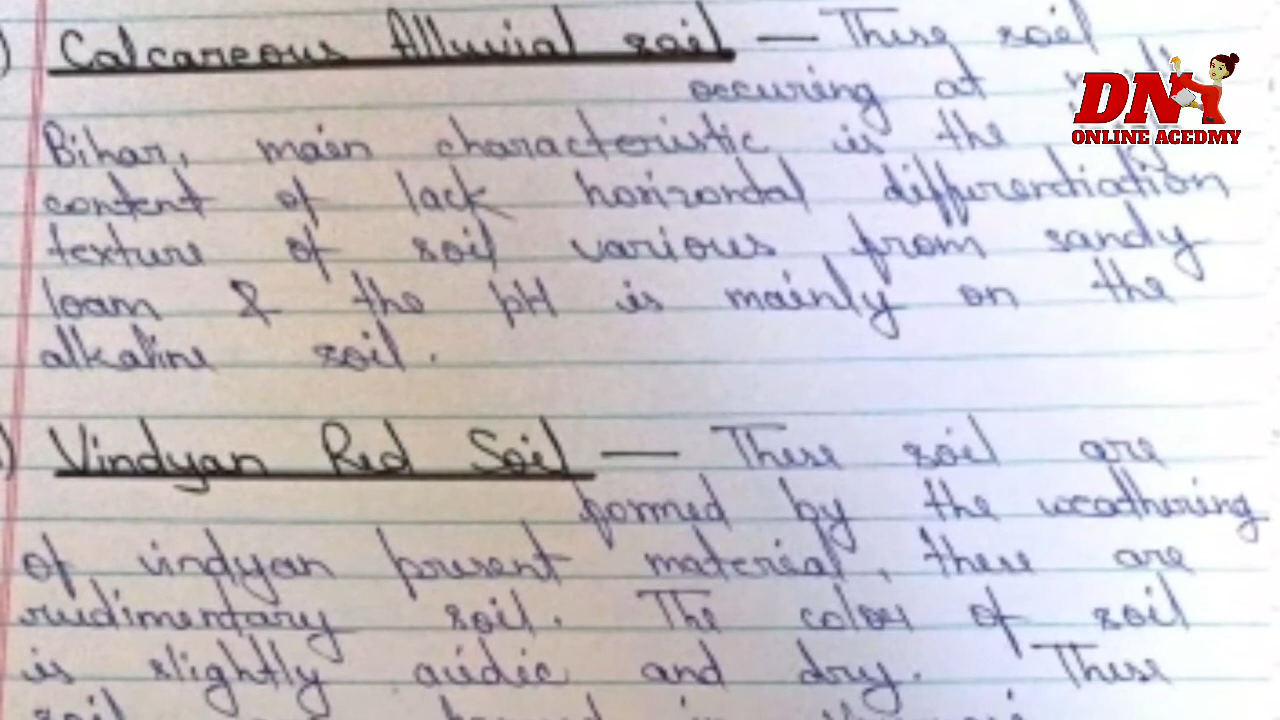 ) Calcareous Alluvial soil — These soil
occuring at
Bihar, main characteristic is the
content of lack horizontal differentiation
texture of soil various from sandy
loam & the pH is mainly on the
alkaline soil.
) Vindyan Red Soil — These soil are
formed by the weathering
of vindyan present material, these are
rudimentary soil. The colour of soil
is slightly acidic and dry. These
soil
DN
ONLINE ACEDMY